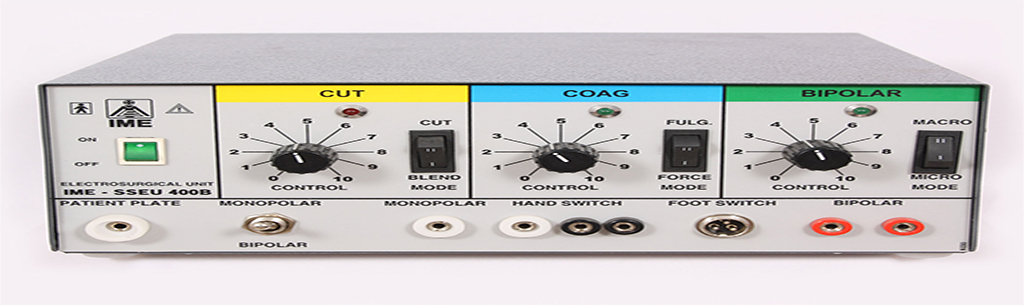 IME
ON
OFF
ELECTROSURGICAL UNIT
IME - SSEU 400B
CUT
0 1 2 3 4 5 6 7 8 9 10
CONTROL
CUT
BLEND
MODE
COAG
0 1 2 3 4 5 6 7 8 9 10
CONTROL
FULG.
FORCE
MODE
BIPOLAR
0 1 2 3 4 5 6 7 8 9 10
CONTROL
MACRO
MICRO
MODE
PATIENT PLATE
MONOPOLAR
BIPOLAR
MONOPOLAR
HAND SWITCH
FOOT SWITCH
BIPOLAR